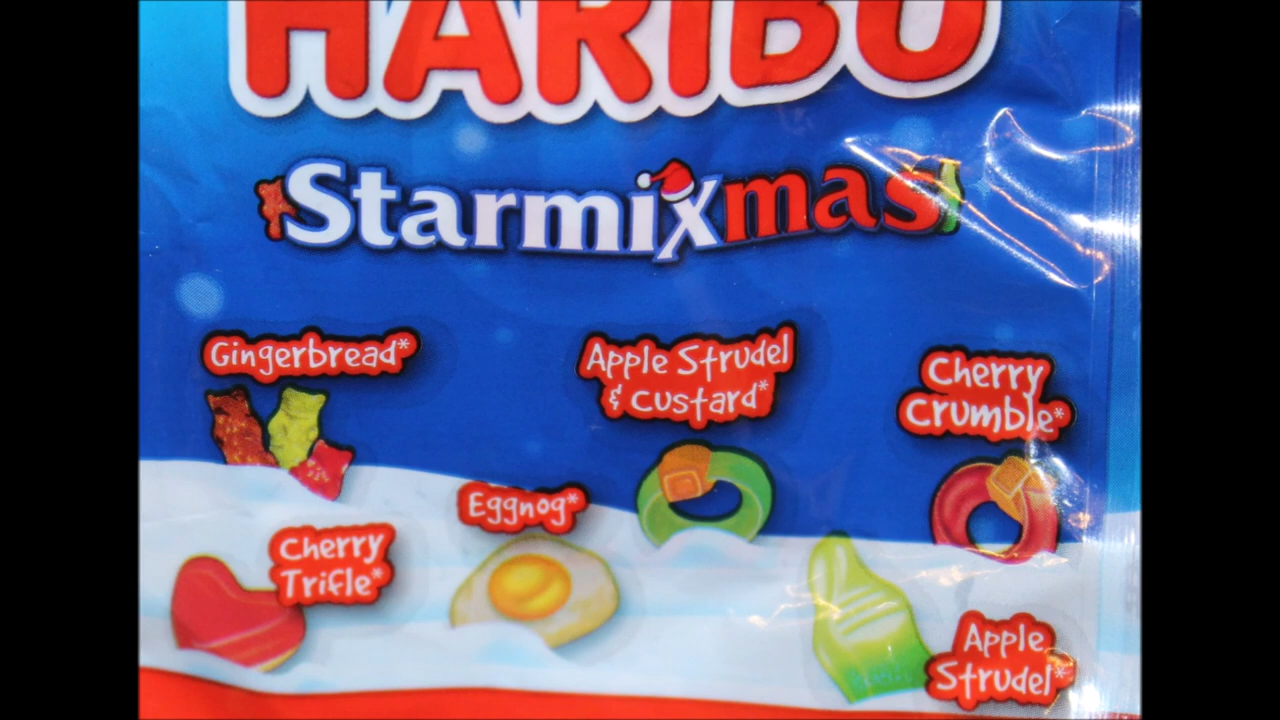 HARIBO
Starmixmas
Gingerbread*
Apple Strudel
& Custard*
Cherry
Crumble*
Eggnog*
Cherry
Trifle*
Apple
Strudel*